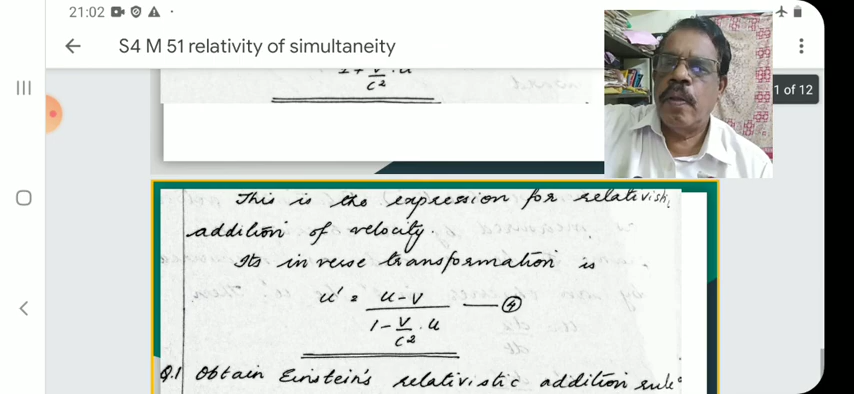 21:02
S4 M 51 relativity of simultaneity
1 of 12
c²
This is the expression for
addition of velocity.
Its inverse transformation is
u' = (u-v)/(1 - v/c² . u) — ④
Q.1 Obtain Einstein's relativistic addition rule